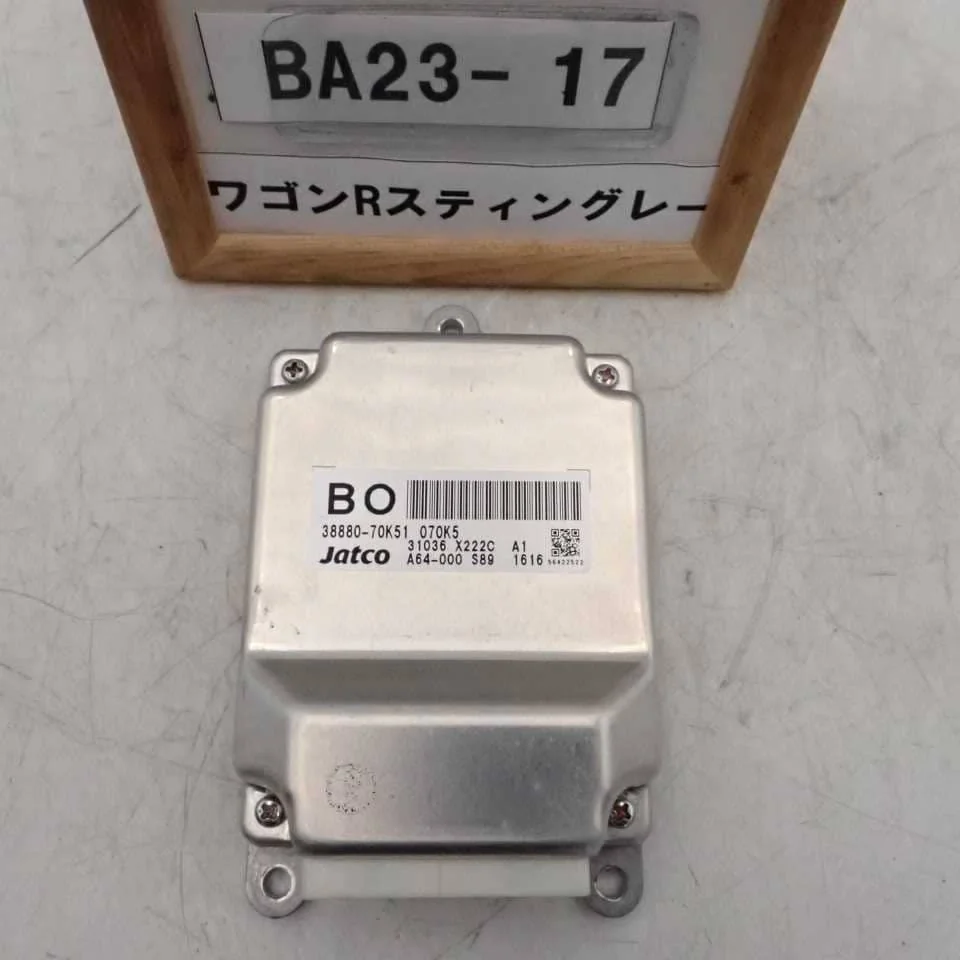 BA23- 17
ワゴンRスティングレー
BO
38880-70K51 070K5
31036 X222C A1
Jatco A64-000 S89 1616 56422522